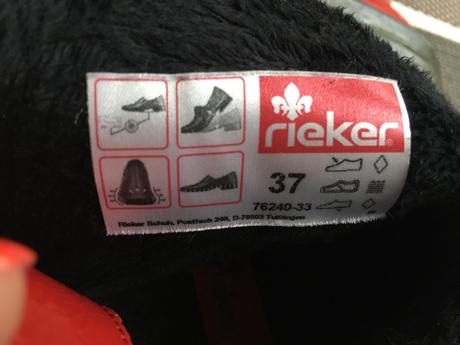 rieker
37
76240-33
Rieker Schuh, Postfach 240, D-78503 Tuttlingen